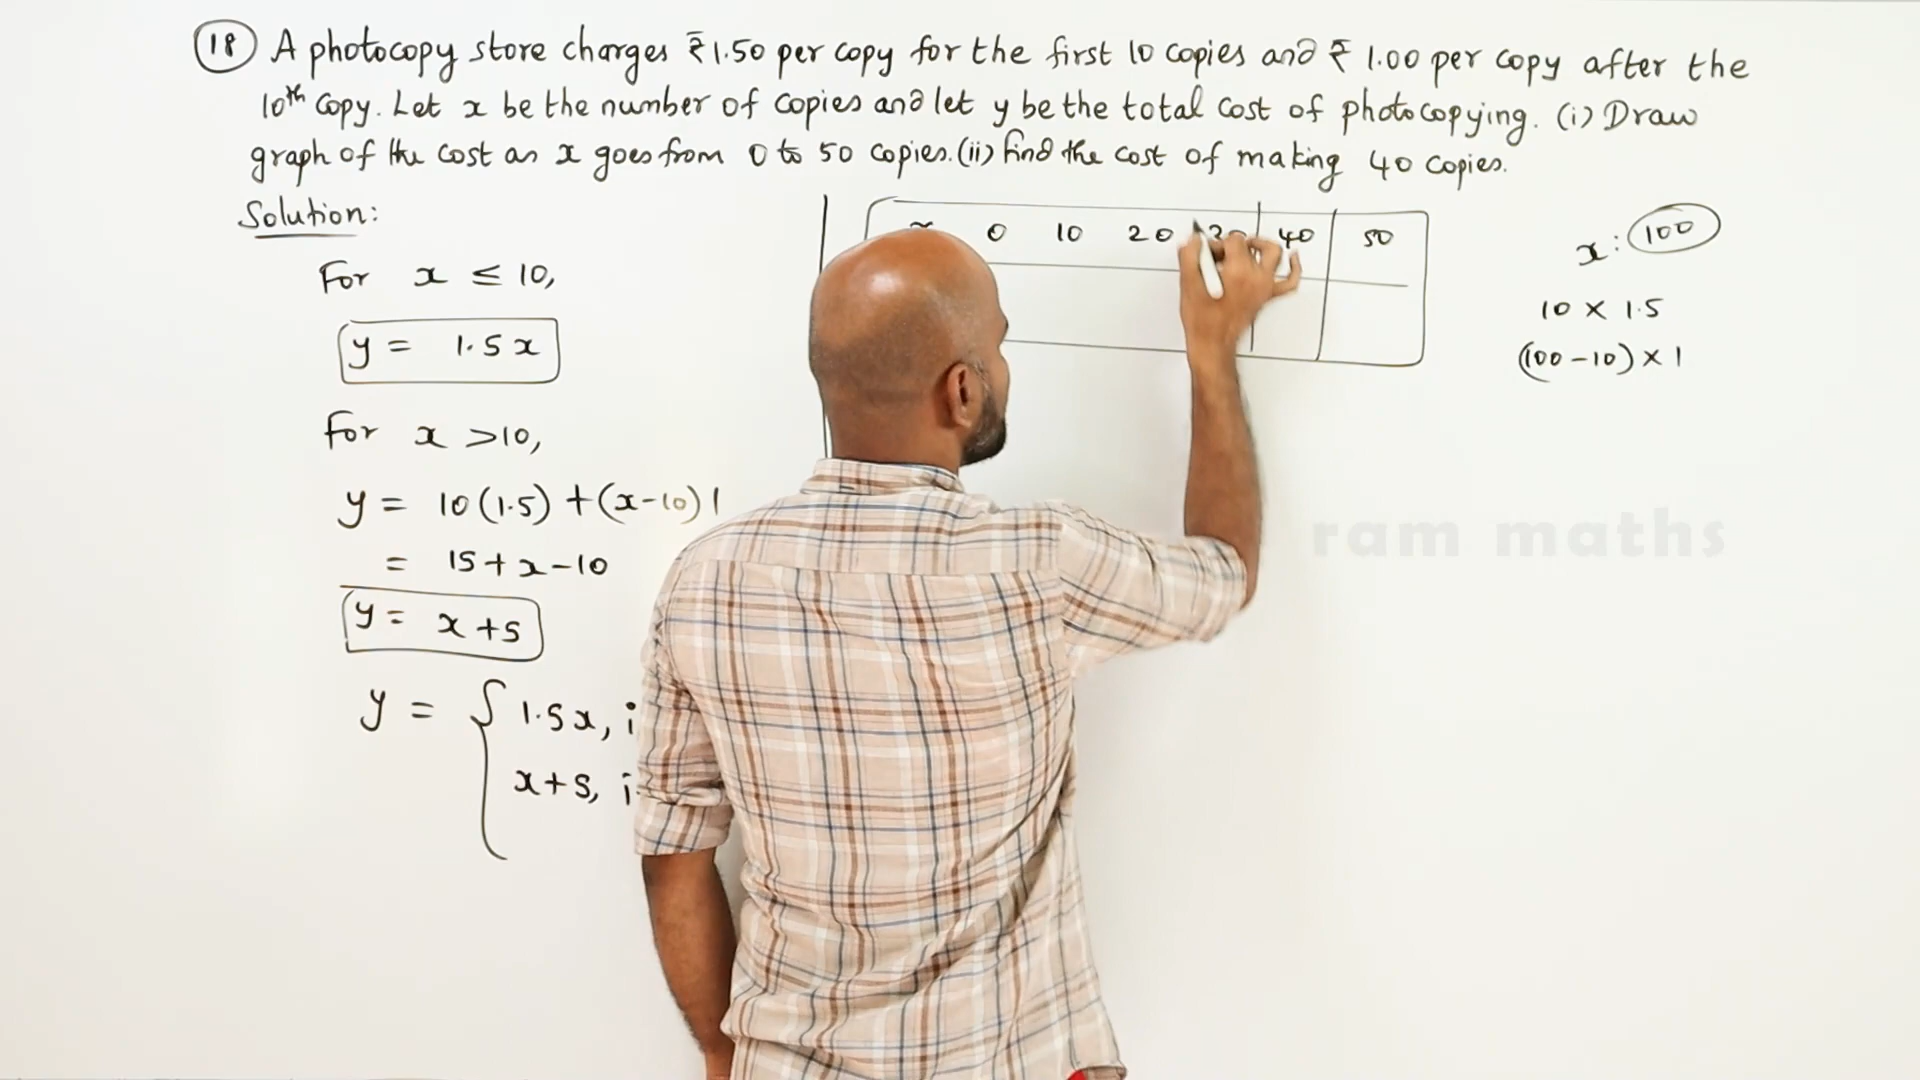 18 A photocopy store charges ₹1.50 per copy for the first 10 copies and ₹ 1.00 per copy after the
10th copy. Let x be the number of copies and let y be the total cost of photocopying. (i) Draw
graph of the cost as x goes from 0 to 50 copies. (ii) find the cost of making 40 copies.
Solution:
For x ≤ 10,
y = 1.5x
For x >10,
y = 10(1.5) + (x-10) 1
= 15+x-10
y = x+5
y = { 1.5x, i
x+5, i
x 0 10 20 30 40 50
x: 100
10 × 1.5
(100-10) × 1
ram maths